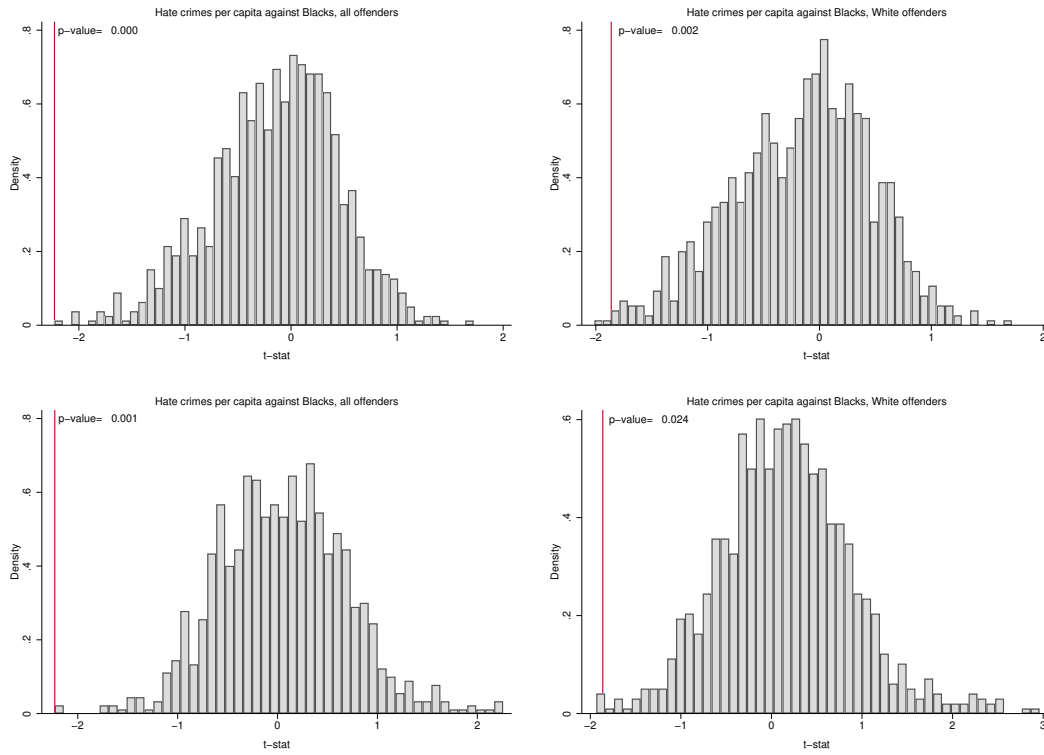 Hate crimes per capita against Blacks, all offenders
p−value= 0.000
Density
0 .2 .4 .6 .8
−2 −1 0 1 2
t−stat
Hate crimes per capita against Blacks, White offenders
p−value= 0.002
Density
0 .2 .4 .6 .8
−2 −1 0 1 2
t−stat
Hate crimes per capita against Blacks, all offenders
p−value= 0.001
Density
0 .2 .4 .6 .8
−2 −1 0 1 2
t−stat
Hate crimes per capita against Blacks, White offenders
p−value= 0.024
Density
0 .2 .4 .6
−2 −1 0 1 2 3
t−stat